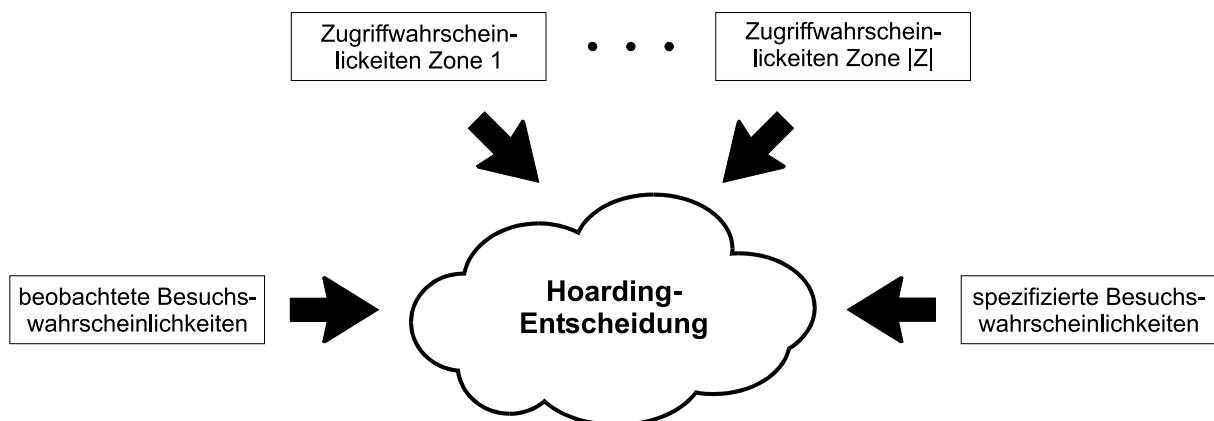 Zugriffwahrschein-
lickeiten Zone 1
• • •
Zugriffwahrschein-
lickeiten Zone |Z|
beobachtete Besuchs-
wahrscheinlichkeiten
Hoarding-
Entscheidung
spezifizierte Besuchs-
wahrscheinlichkeiten